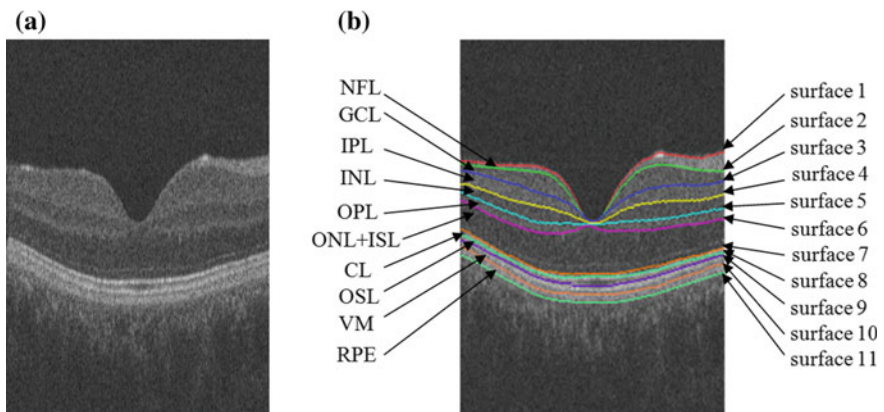 (a)
(b)
NFL
GCL
IPL
INL
OPL
ONL+ISL
CL
OSL
VM
RPE
surface 1
surface 2
surface 3
surface 4
surface 5
surface 6
surface 7
surface 8
surface 9
surface 10
surface 11